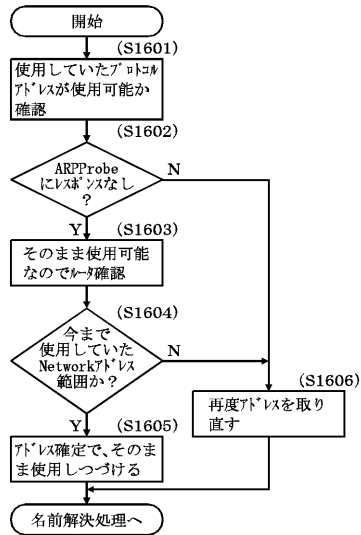 開始
(S1601)
使用していたﾌﾟﾛﾄｺﾙ
ｱﾄﾞﾚｽが使用可能か
確認
(S1602)
ARPProbe
にﾚｽﾎﾟﾝｽなし
？
N
Y
(S1603)
そのまま使用可能
なのでﾙｰﾀ確認
(S1604)
今まで
使用していた
Networkｱﾄﾞﾚｽ
範囲か？
N
(S1606)
再度ｱﾄﾞﾚｽを取り
直す
Y
(S1605)
ｱﾄﾞﾚｽ確定で、そのま
ま使用しつづける
名前解決処理へ